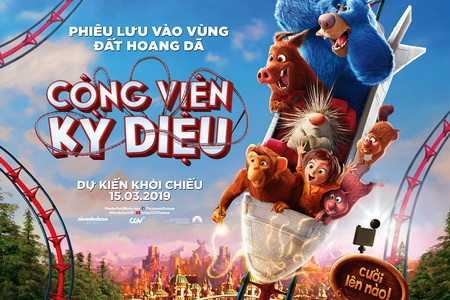 PHIÊU LƯU VÀO VÙNG
ĐẤT HOANG DÃ
CÔNG VIÊN
KỲ DIỆU
DỰ KIẾN KHỞI CHIẾU
15.03.2019
nickelodeon
CGV
cười
lên nào!